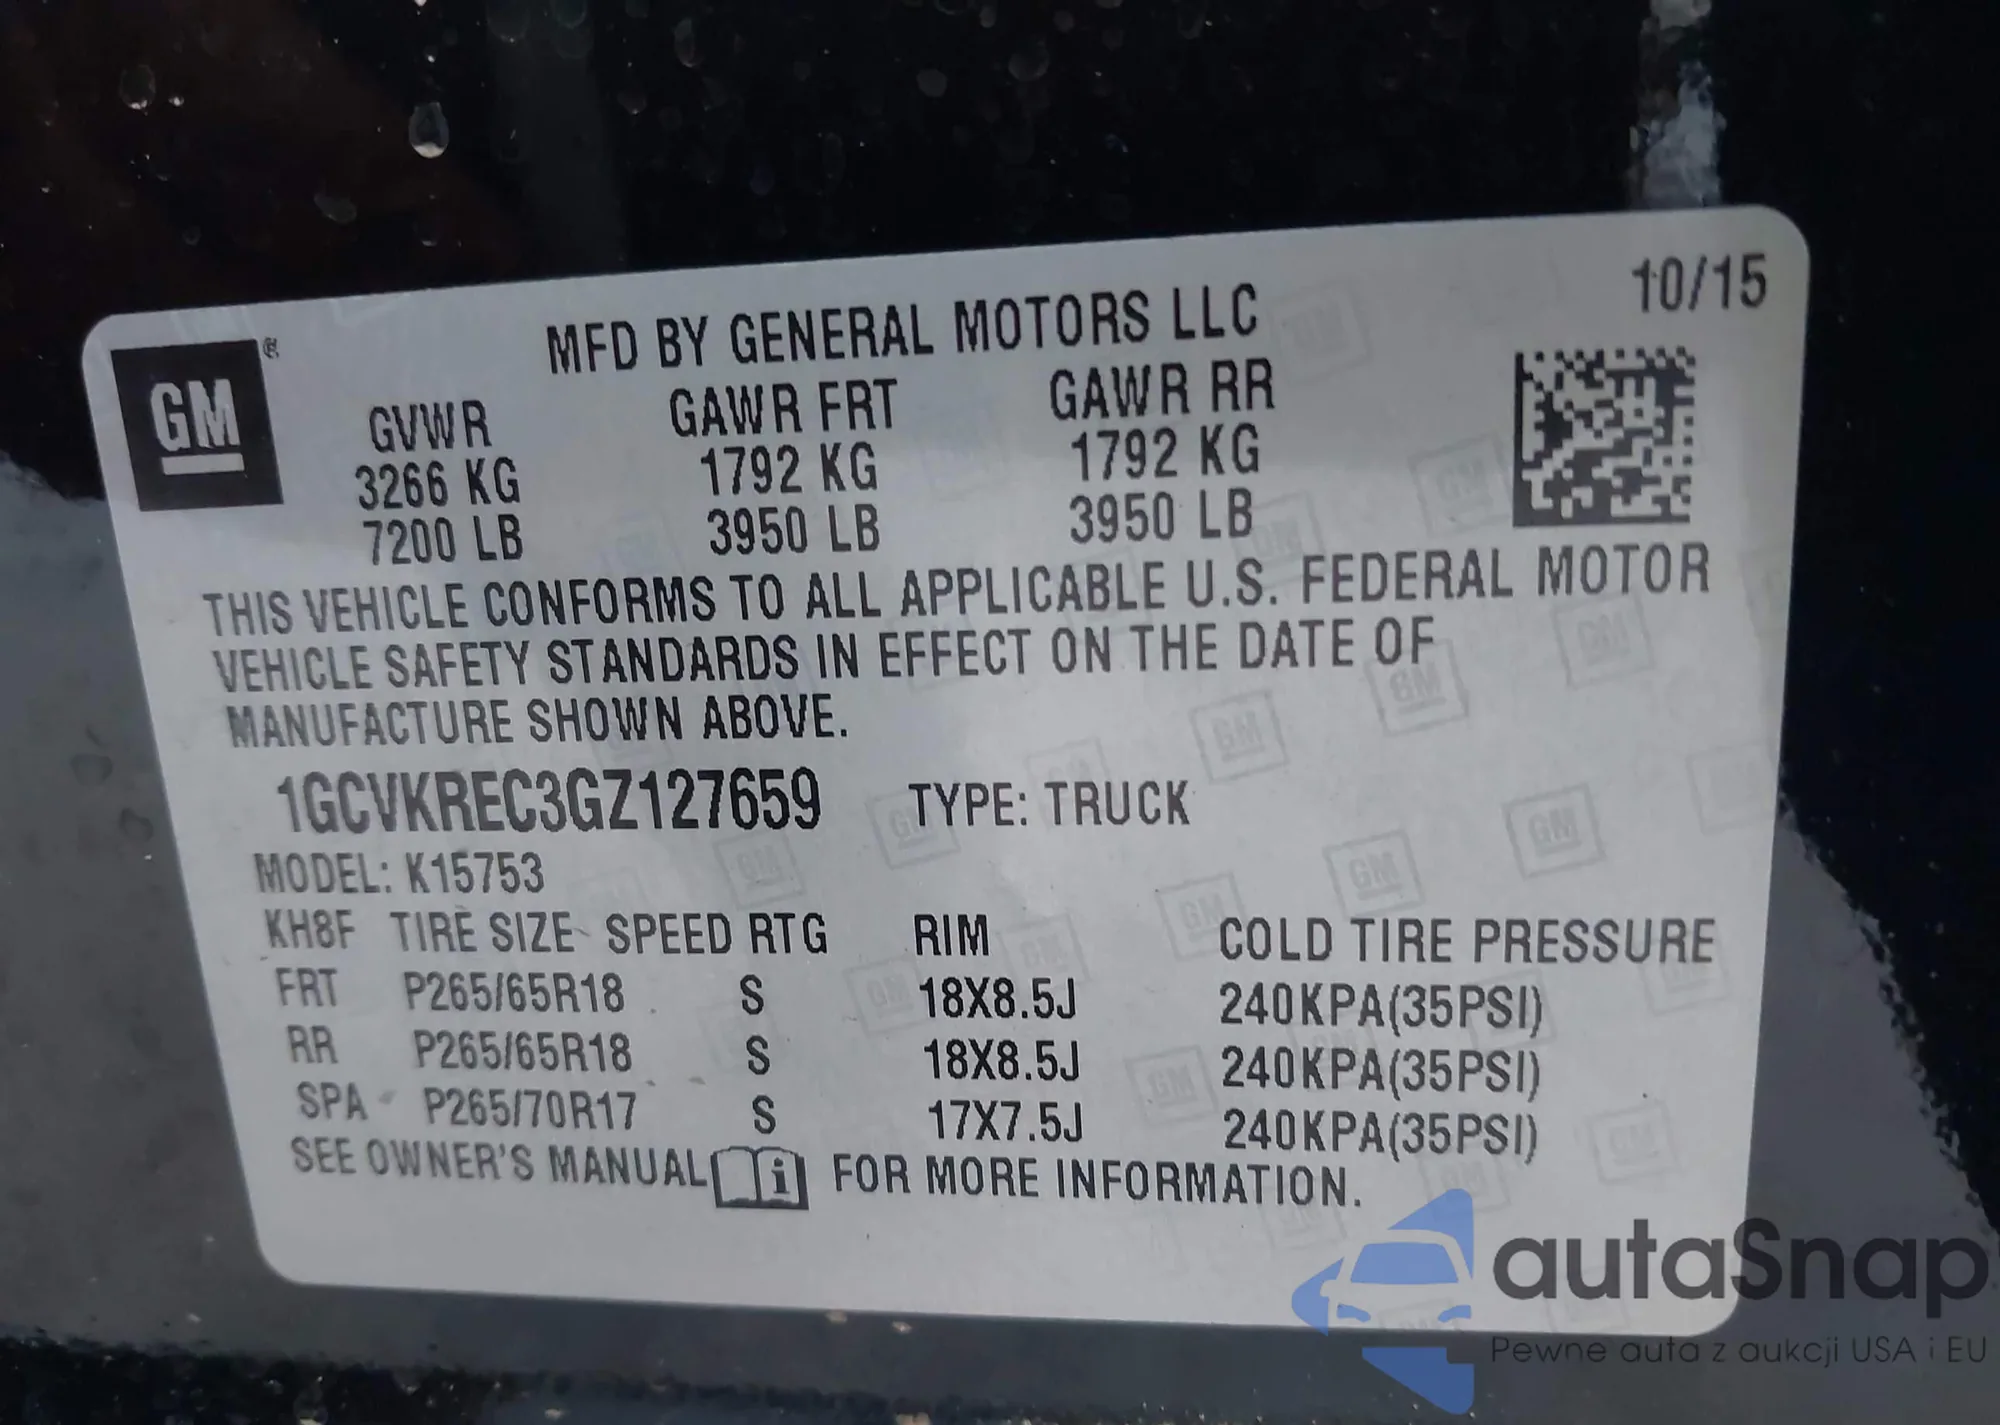 10/15
GM®
MFD BY GENERAL MOTORS LLC
GVWR GAWR FRT GAWR RR
3266 KG 1792 KG 1792 KG
7200 LB 3950 LB 3950 LB
THIS VEHICLE CONFORMS TO ALL APPLICABLE U.S. FEDERAL MOTOR
VEHICLE SAFETY STANDARDS IN EFFECT ON THE DATE OF
MANUFACTURE SHOWN ABOVE.
1GCVKREC3GZ127659 TYPE: TRUCK
MODEL: K15753
KH8F TIRE SIZE SPEED RTG RIM COLD TIRE PRESSURE
FRT P265/65R18 S 18X8.5J 240KPA(35PSI)
RR P265/65R18 S 18X8.5J 240KPA(35PSI)
SPA P265/70R17 S 17X7.5J 240KPA(35PSI)
SEE OWNER'S MANUAL i FOR MORE INFORMATION.
autaSnap
Pewne auta z aukcji USA i EU